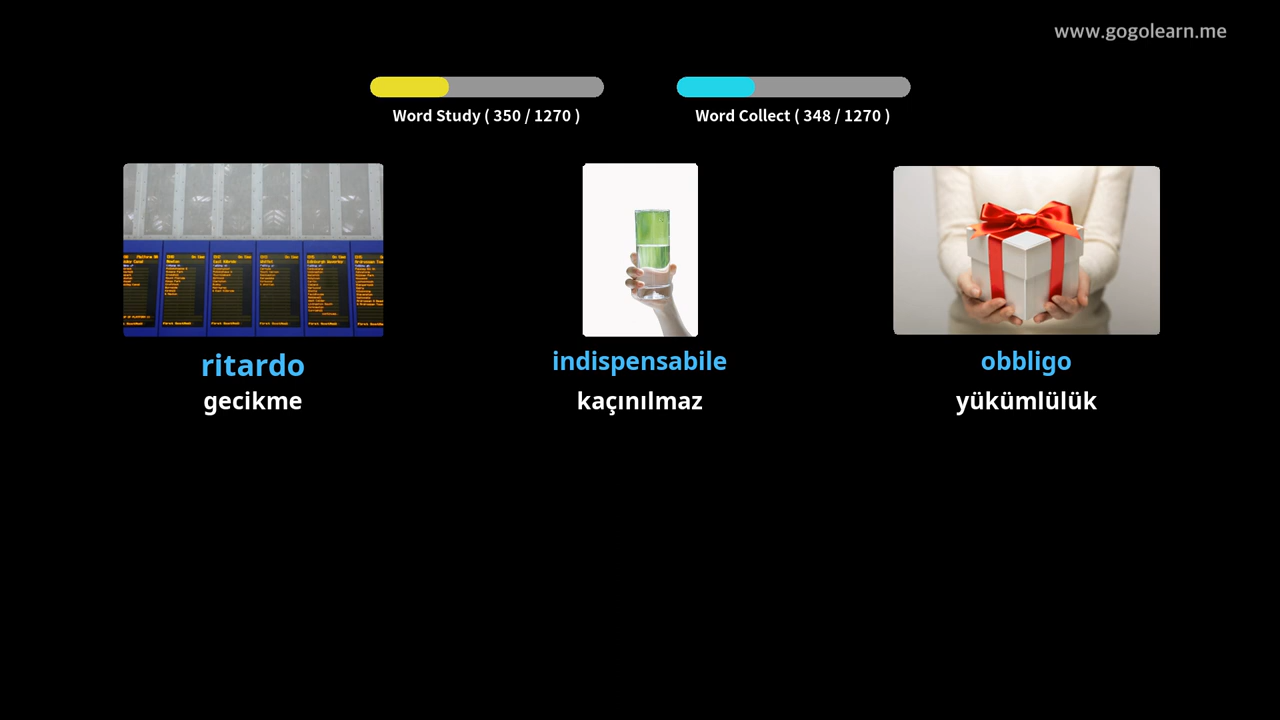 www.gogolearn.me
Word Study ( 350 / 1270 )
Word Collect ( 348 / 1270 )
ritardo
gecikme
indispensabile
kaçınılmaz
obbligo
yükümlülük